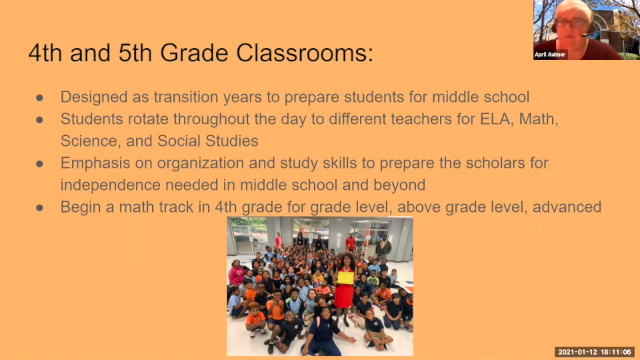 4th and 5th Grade Classrooms:
● Designed as transition years to prepare students for middle school
● Students rotate throughout the day to different teachers for ELA, Math,
Science, and Social Studies
● Emphasis on organization and study skills to prepare the scholars for
independence needed in middle school and beyond
● Begin a math track in 4th grade for grade level, above grade level, advanced
April Aulmer
2021-01-12 18:11:06